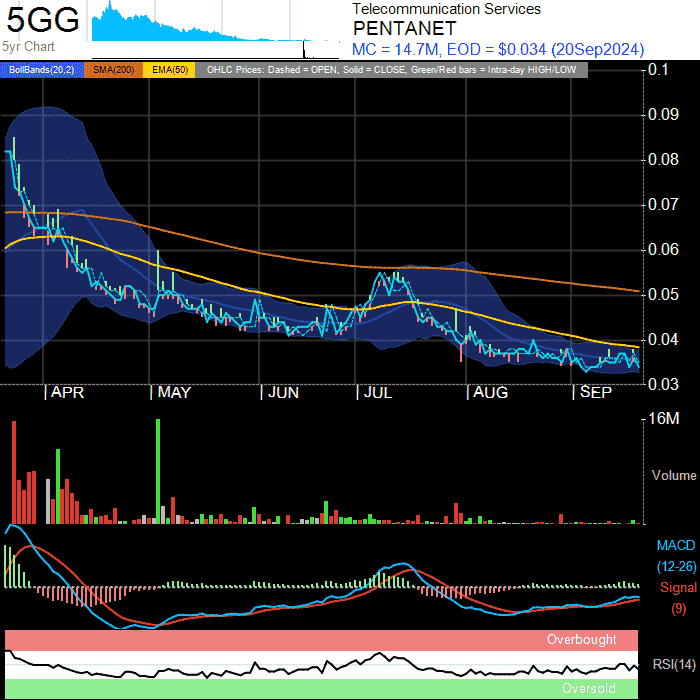 5GG
5yr Chart
Telecommunication Services
PENTANET
MC = 14.7M, EOD = $0.034 (20Sep2024)
BollBands(20,2) SMA(200) EMA(50) OHLC Prices: Dashed = OPEN, Solid = CLOSE, Green/Red bars = Intra-day HIGH/LOW
0.1
0.09
0.08
0.07
0.06
0.05
0.04
0.03
APR MAY JUN JUL AUG SEP
16M
Volume
MACD
(12-26)
Signal
(9)
Overbought
RSI(14)
Oversold